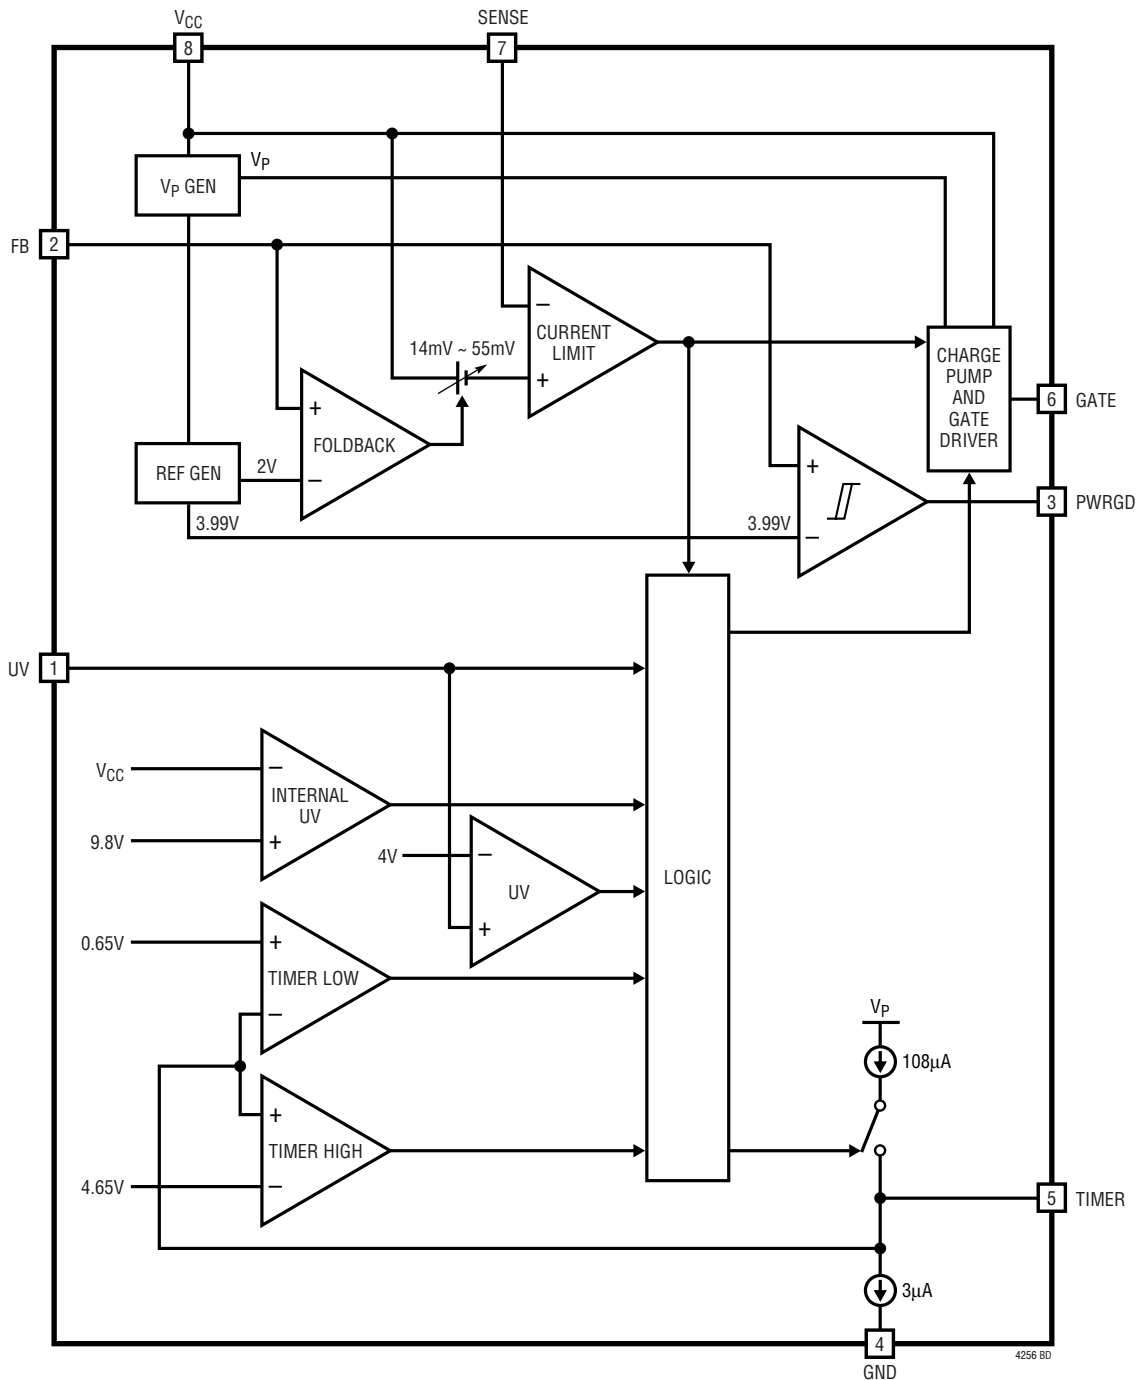 VCC
SENSE
8
7
VP
VP GEN
FB
2
14mV ~ 55mV
−
CURRENT
LIMIT
+
CHARGE
PUMP
AND
GATE
DRIVER
6
GATE
+
FOLDBACK
−
REF GEN
2V
3.99V
3.99V
+
−
3
PWRGD
UV
1
VCC
−
INTERNAL
UV
9.8V
+
4V
−
UV
+
LOGIC
0.65V
+
TIMER LOW
−
VP
108µA
+
TIMER HIGH
4.65V
−
5
TIMER
3µA
4
GND
4256 BD